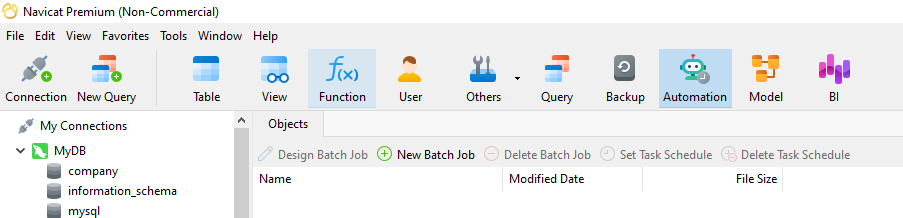 Navicat Premium (Non-Commercial)
File Edit View Favorites Tools Window Help
f(x)
Connection New Query Table View Function User Others Query Backup Automation Model BI
My Connections
Objects
MyDB
Design Batch Job New Batch Job Delete Batch Job Set Task Schedule Delete Task Schedule
company
Name Modified Date File Size
information_schema
mysql